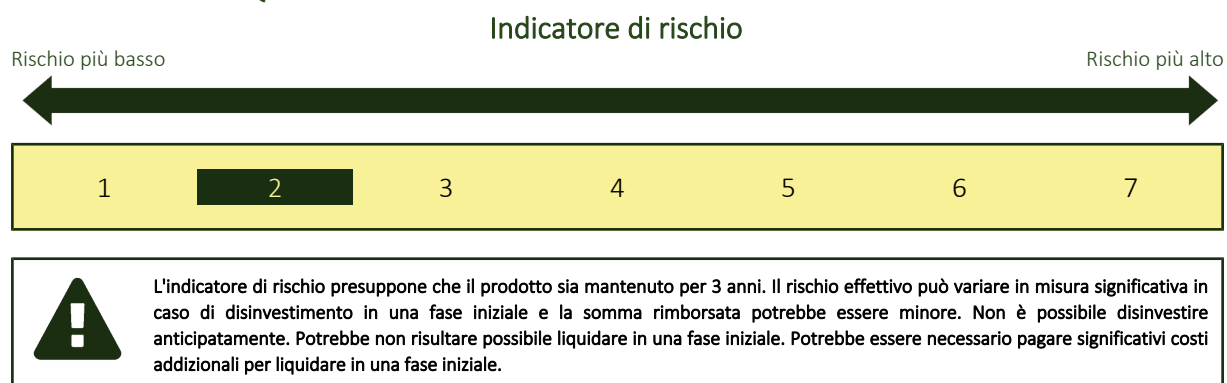 Indicatore di rischio
Rischio più basso
Rischio più alto
1 2 3 4 5 6 7
L'indicatore di rischio presuppone che il prodotto sia mantenuto per 3 anni. Il rischio effettivo può variare in misura significativa in
caso di disinvestimento in una fase iniziale e la somma rimborsata potrebbe essere minore. Non è possibile disinvestire
anticipatamente. Potrebbe non risultare possibile liquidare in una fase iniziale. Potrebbe essere necessario pagare significativi costi
addizionali per liquidare in una fase iniziale.